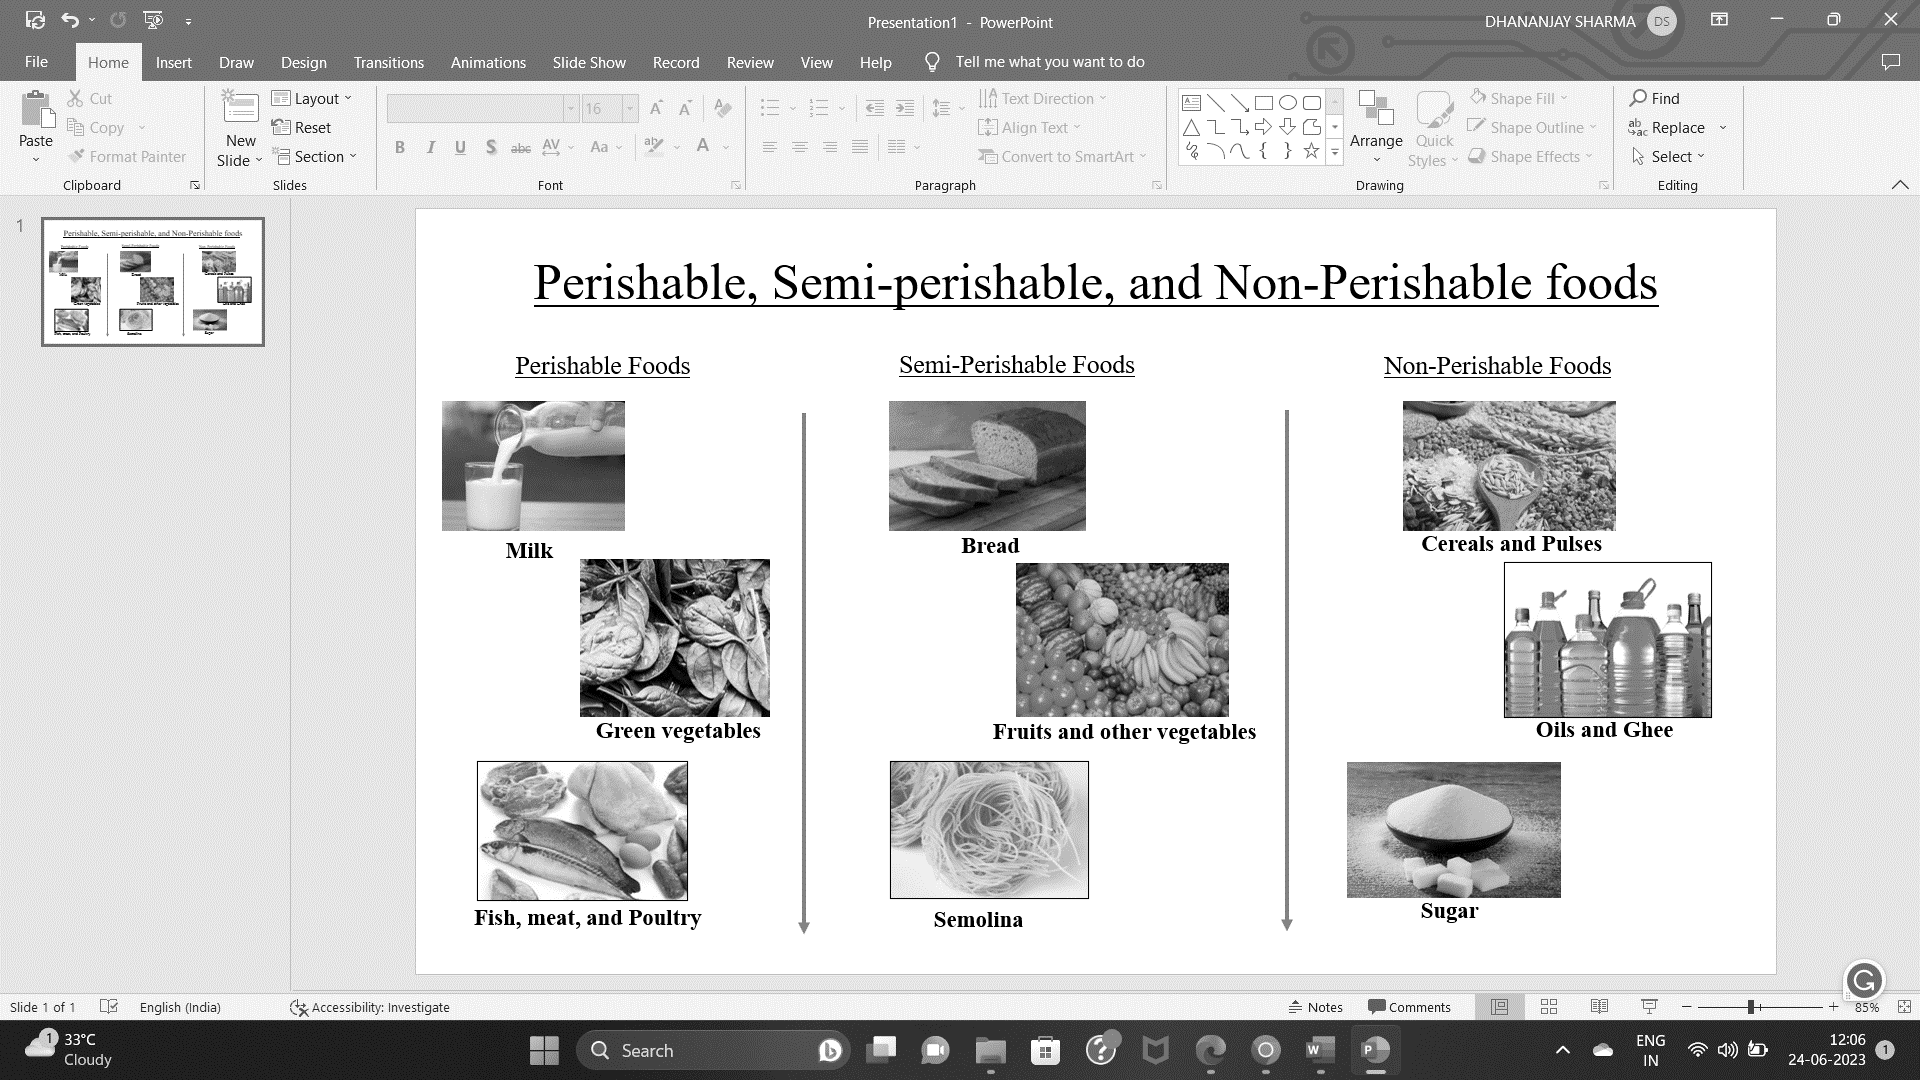 Presentation1 - PowerPoint
DHANANJAY SHARMA DS
File Home Insert Draw Design Transitions Animations Slide Show Record Review View Help Tell me what you want to do
Paste
Cut
Copy
Format Painter
Clipboard
New Slide
Layout
Reset
Section
Slides
16
B I U S abc AV Aa A
Font
Text Direction
Align Text
Convert to SmartArt
Paragraph
Arrange
Quick Styles
Shape Fill
Shape Outline
Shape Effects
Drawing
Find
Replace
Select
Editing
1
Perishable, Semi-perishable, and Non-Perishable foods
Perishable Foods
Semi-Perishable Foods
Non-Perishable Foods
Milk
Bread
Cereals and Pulses
Green vegetables
Fruits and other vegetables
Oils and Ghee
Fish, meat, and Poultry
Semolina
Sugar
Slide 1 of 1 English (India) Accessibility: Investigate Notes Comments 85%
33°C
Cloudy
Search
ENG
IN
12:06
24-06-2023
1